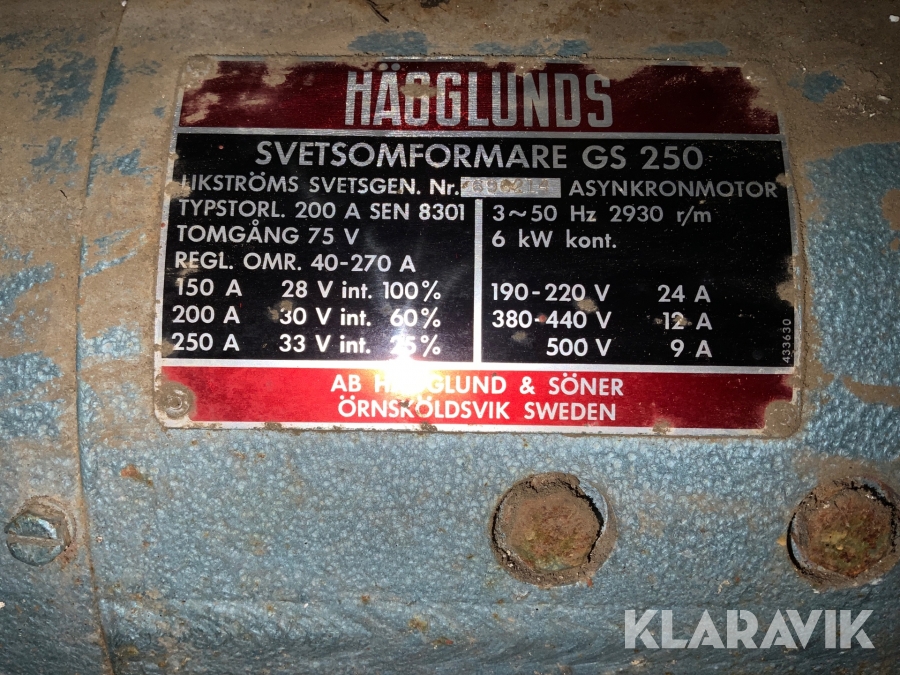 HÄGGLUNDS
SVETSOMFORMARE GS 250
LIKSTRÖMS SVETSGEN. Nr. ASYNKRONMOTOR
TYPSTORL. 200 A SEN 8301
TOMGÅNG 75 V
REGL. OMR. 40-270 A
150 A 28 V int. 100%
200 A 30 V int. 60%
250 A 33 V int. 25%
3~50 Hz 2930 r/m
6 kW kont.
190-220 V 24 A
380-440 V 12 A
500 V 9 A
433630
AB HÄGGLUND & SÖNER
ÖRNSKÖLDSVIK SWEDEN
KLARAVIK